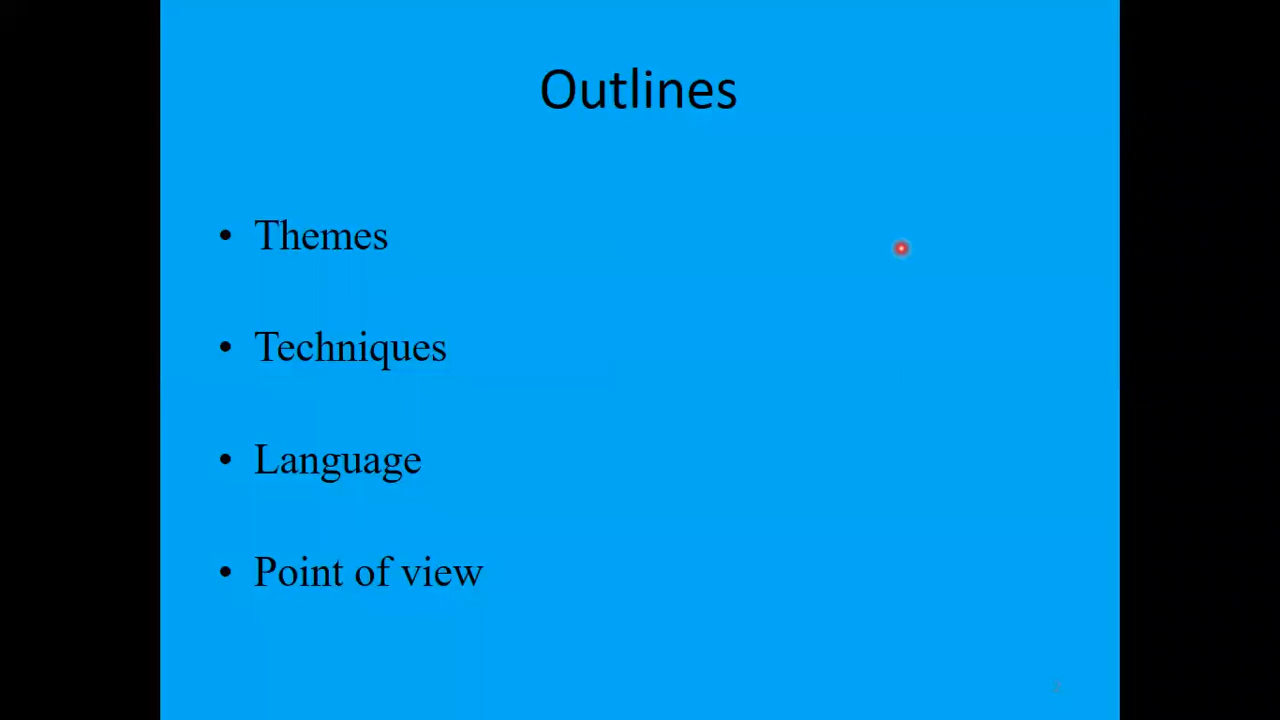 Outlines
• Themes
• Techniques
• Language
• Point of view